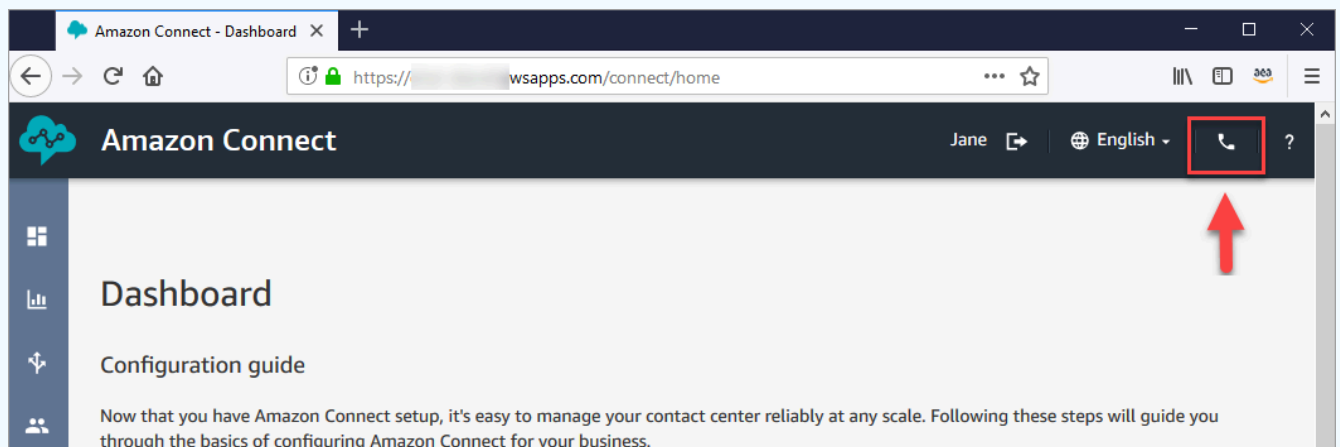 Amazon Connect - Dashboard
https:// wsapps.com/connect/home
Amazon Connect
Jane
English
?
Dashboard
Configuration guide
Now that you have Amazon Connect setup, it's easy to manage your contact center reliably at any scale. Following these steps will guide you
through the basics of configuring Amazon Connect for your business.